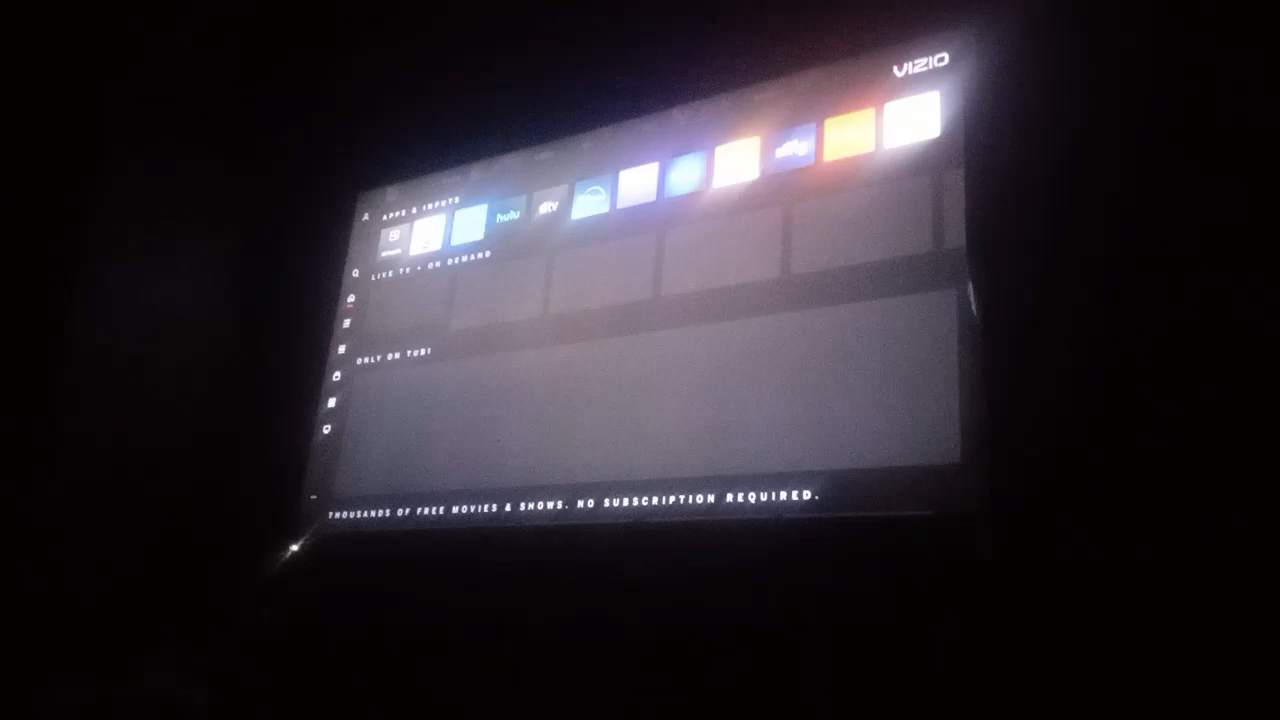 VIZIO
APPS & INPUTS
hulu
dtv
LIVE TV + ON DEMAND
ONLY ON TUBI
THOUSANDS OF FREE MOVIES & SHOWS. NO SUBSCRIPTION REQUIRED.